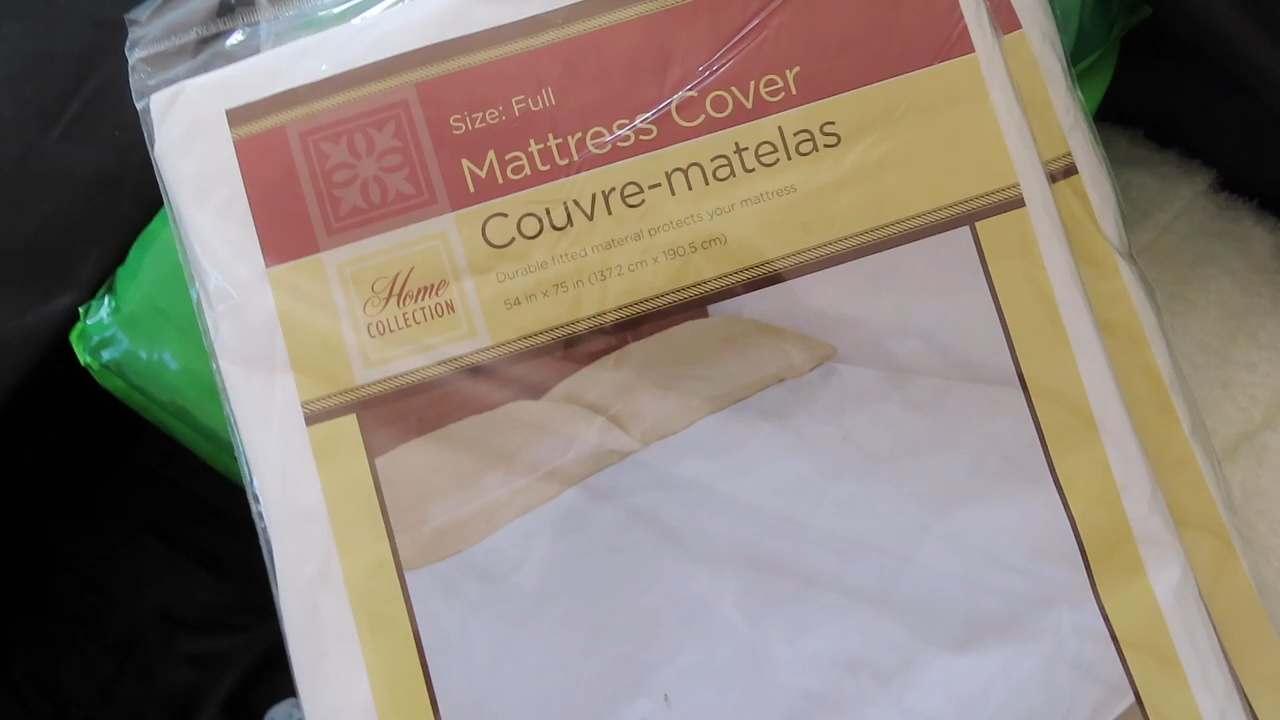 Size: Full
Mattress Cover
Couvre-matelas
Durable fitted material protects your mattress
54 in x 75 in (137.2 cm x 190.5 cm)
Home
COLLECTION